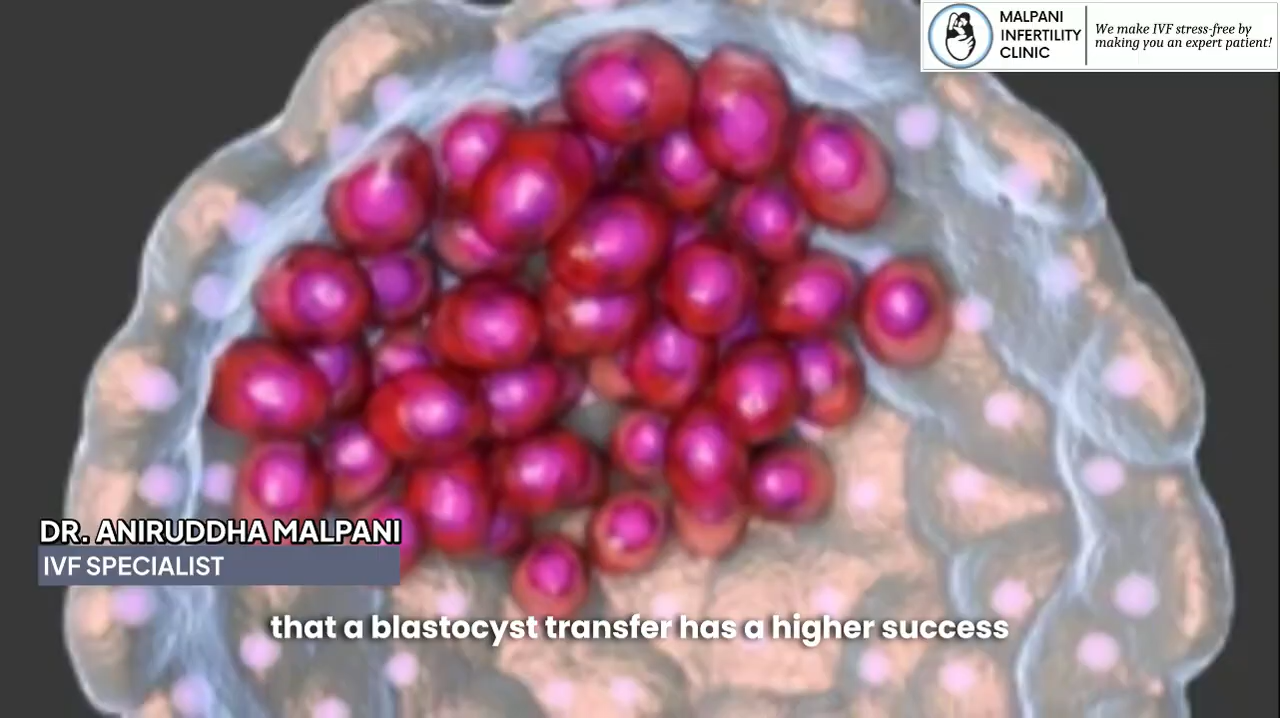 MALPANI
INFERTILITY
CLINIC
We make IVF stress-free by
making you an expert patient!
DR. ANIRUDDHA MALPANI
IVF SPECIALIST
that a blastocyst transfer has a higher success